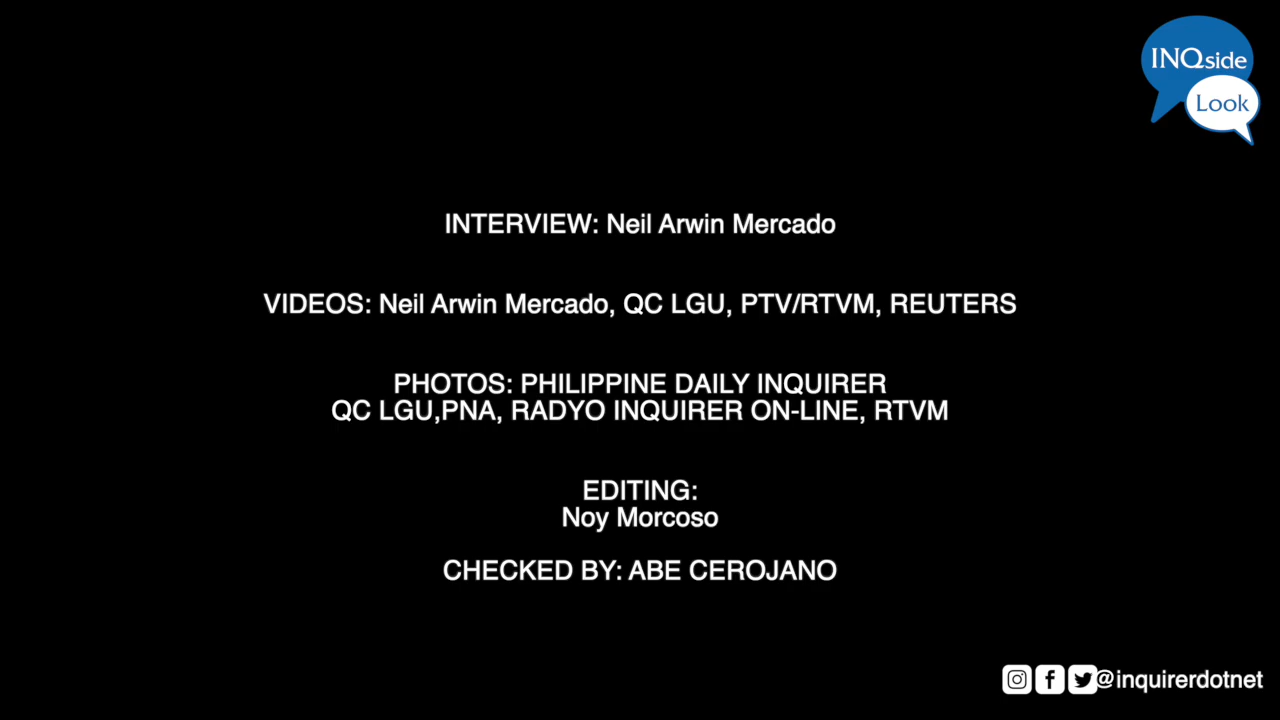 INQside
Look
INTERVIEW: Neil Arwin Mercado
VIDEOS: Neil Arwin Mercado, QC LGU, PTV/RTVM, REUTERS
PHOTOS: PHILIPPINE DAILY INQUIRER
QC LGU,PNA, RADYO INQUIRER ON-LINE, RTVM
EDITING:
Noy Morcoso
CHECKED BY: ABE CEROJANO
@inquirerdotnet